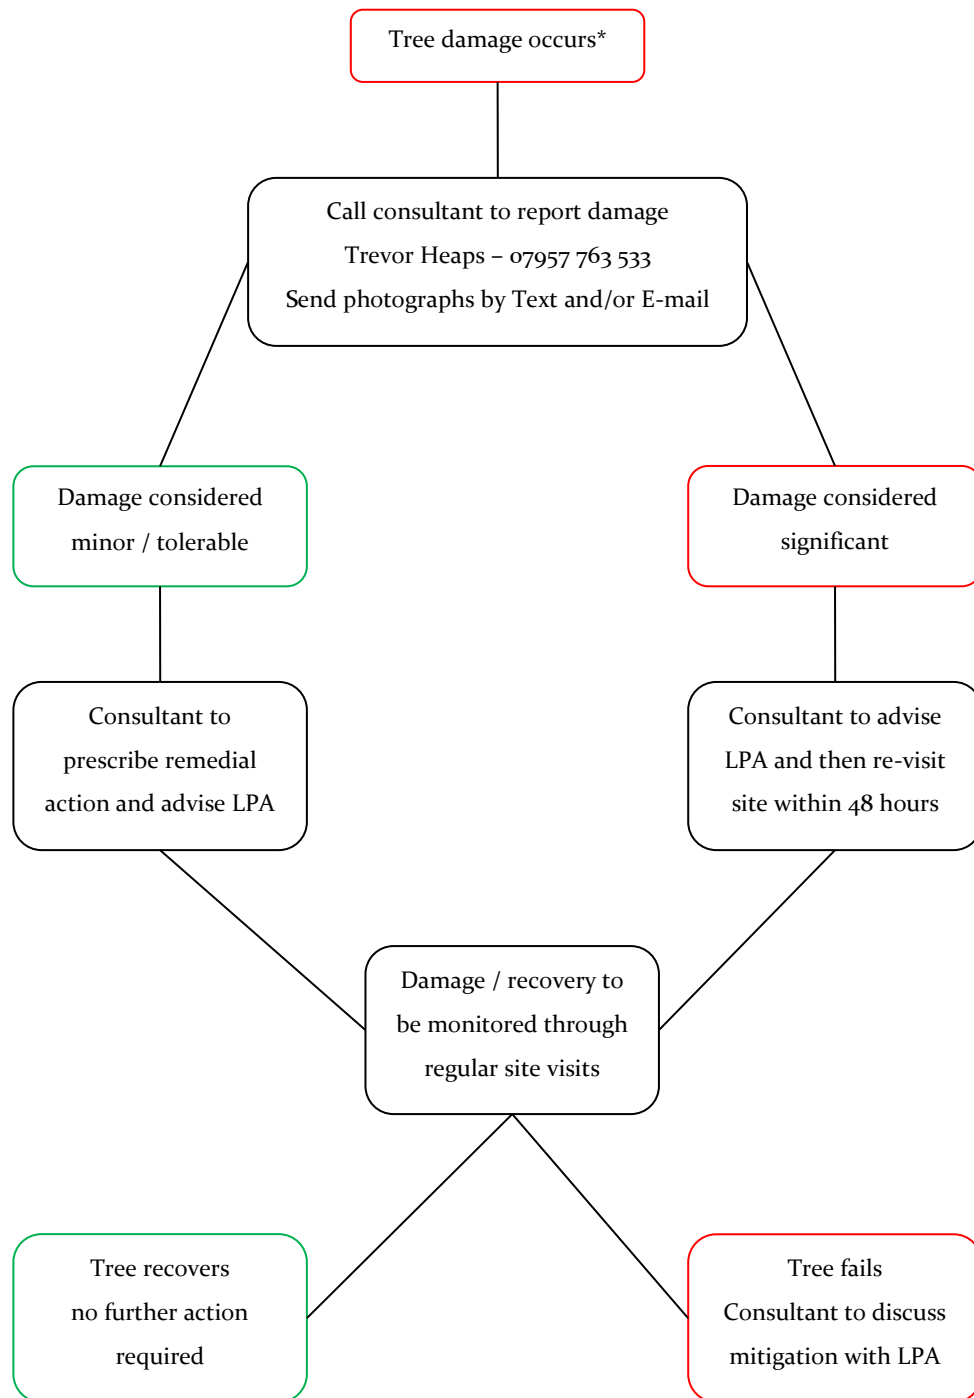 Tree damage occurs*
Call consultant to report damage
Trevor Heaps – 07957 763 533
Send photographs by Text and/or E-mail
Damage considered
minor / tolerable
Damage considered
significant
Consultant to
prescribe remedial
action and advise LPA
Consultant to advise
LPA and then re-visit
site within 48 hours
Damage / recovery to
be monitored through
regular site visits
Tree recovers
no further action
required
Tree fails
Consultant to discuss
mitigation with LPA